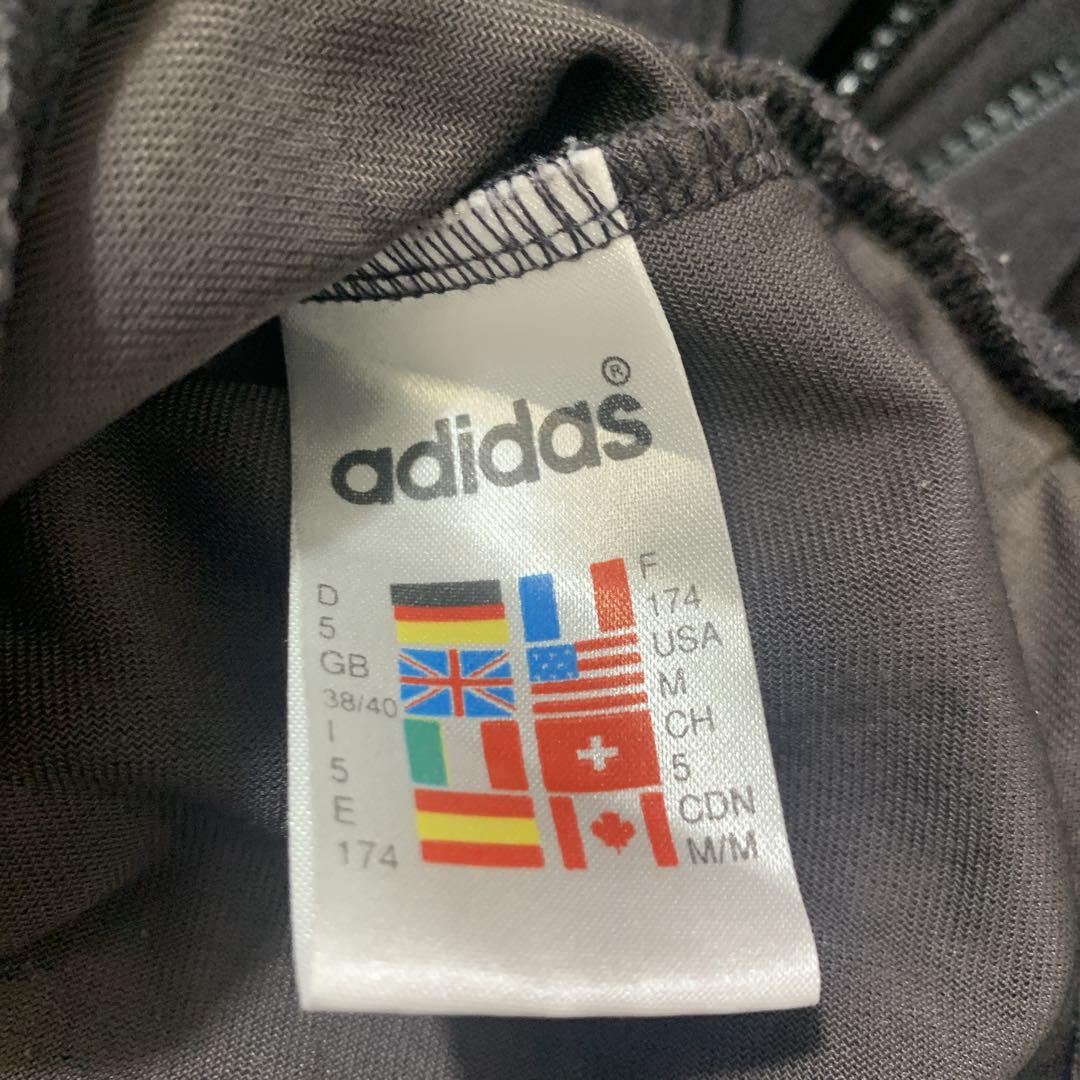 adidas®
D
5
GB
38/40
I
5
E
174
F
174
USA
M
CH
5
CDN
M/M